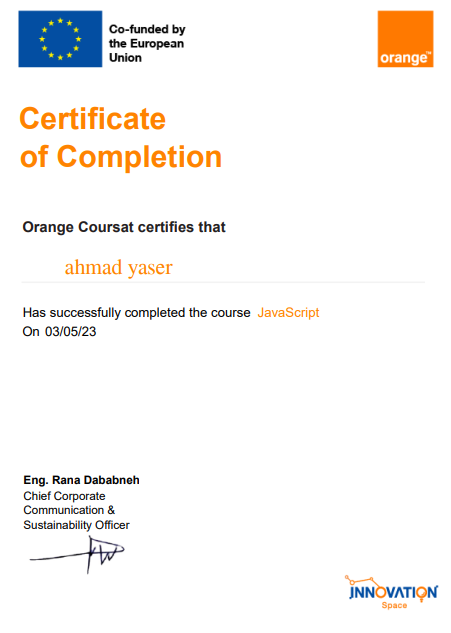 Co-funded by
the European
Union
orange™
Certificate
of Completion
Orange Coursat certifies that
ahmad yaser
Has successfully completed the course JavaScript
On 03/05/23
Eng. Rana Dababneh
Chief Corporate
Communication &
Sustainability Officer
INNOVATION
Space